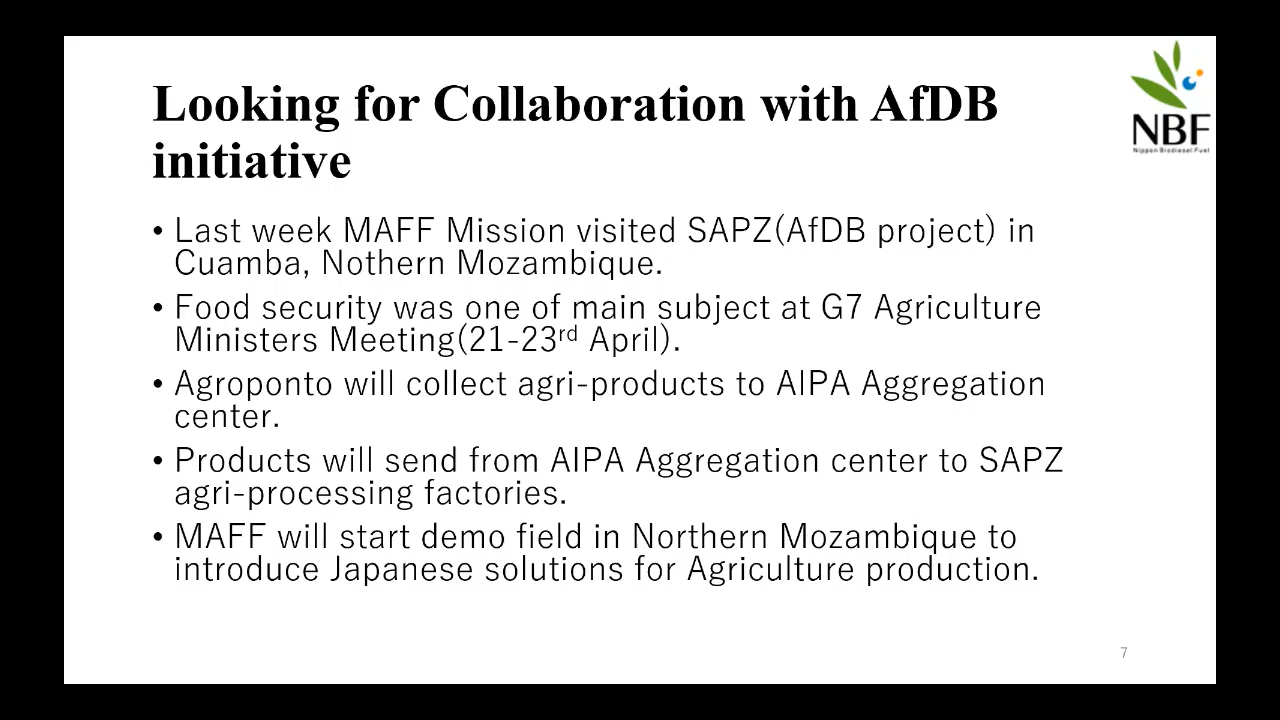 Looking for Collaboration with AfDB
initiative
NBF
Nippon Biodiesel Fuel
• Last week MAFF Mission visited SAPZ(AfDB project) in
Cuamba, Nothern Mozambique.
• Food security was one of main subject at G7 Agriculture
Ministers Meeting(21-23rd April).
• Agroponto will collect agri-products to AIPA Aggregation
center.
• Products will send from AIPA Aggregation center to SAPZ
agri-processing factories.
• MAFF will start demo field in Northern Mozambique to
introduce Japanese solutions for Agriculture production.
7